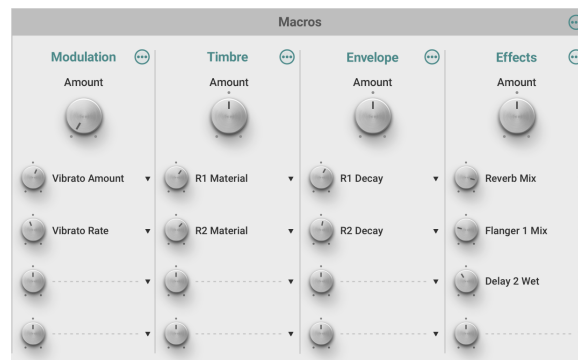 Macros
Modulation
Timbre
Envelope
Effects
Amount
Amount
Amount
Amount
Vibrato Amount
R1 Material
R1 Decay
Reverb Mix
Vibrato Rate
R2 Material
R2 Decay
Flanger 1 Mix
Delay 2 Wet